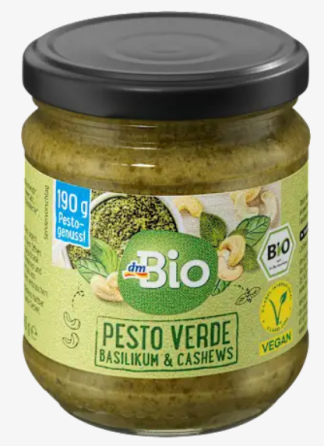 190 g
Pesto-
genuss!
dm
Bio
BIO
PESTO VERDE
BASILIKUM & CASHEWS
VEGAN